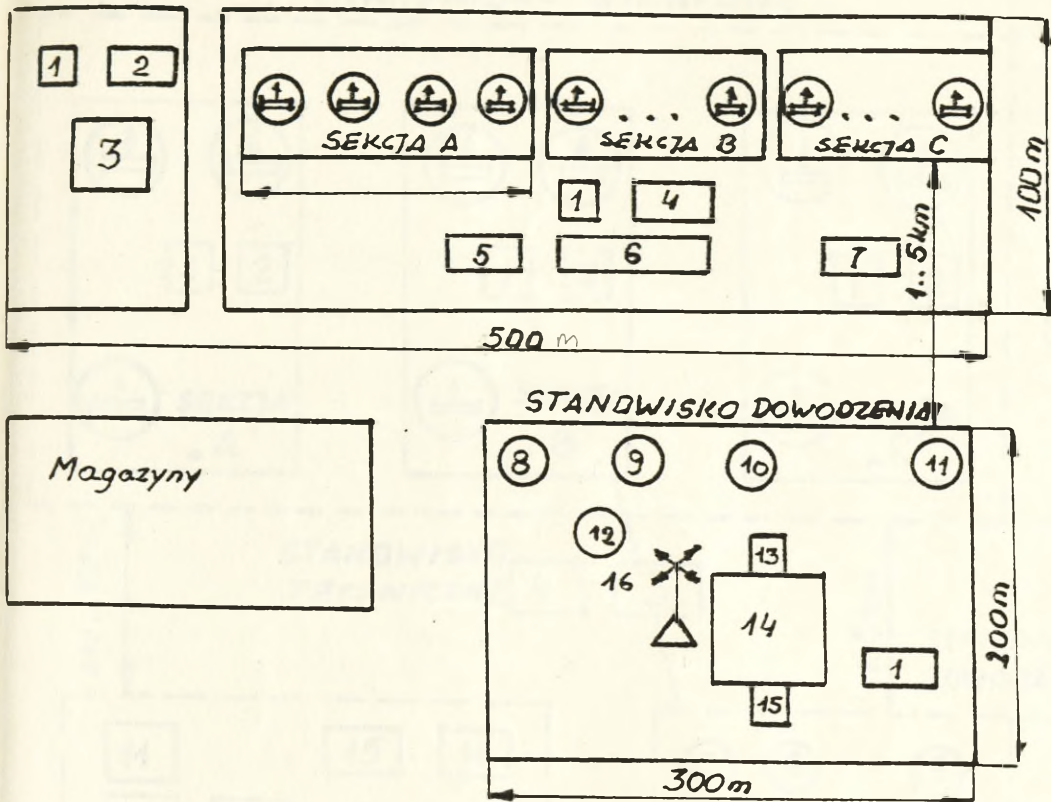 1 2
3
SEKCJA A SEKCJA B SEKCJA C
1 4
5 6 7
100 m
1..5km
500 m
STANOWISKO DOWODZENIA
Magazyny
8 9 10 11
12
16 13
14
1
15
200m
300m